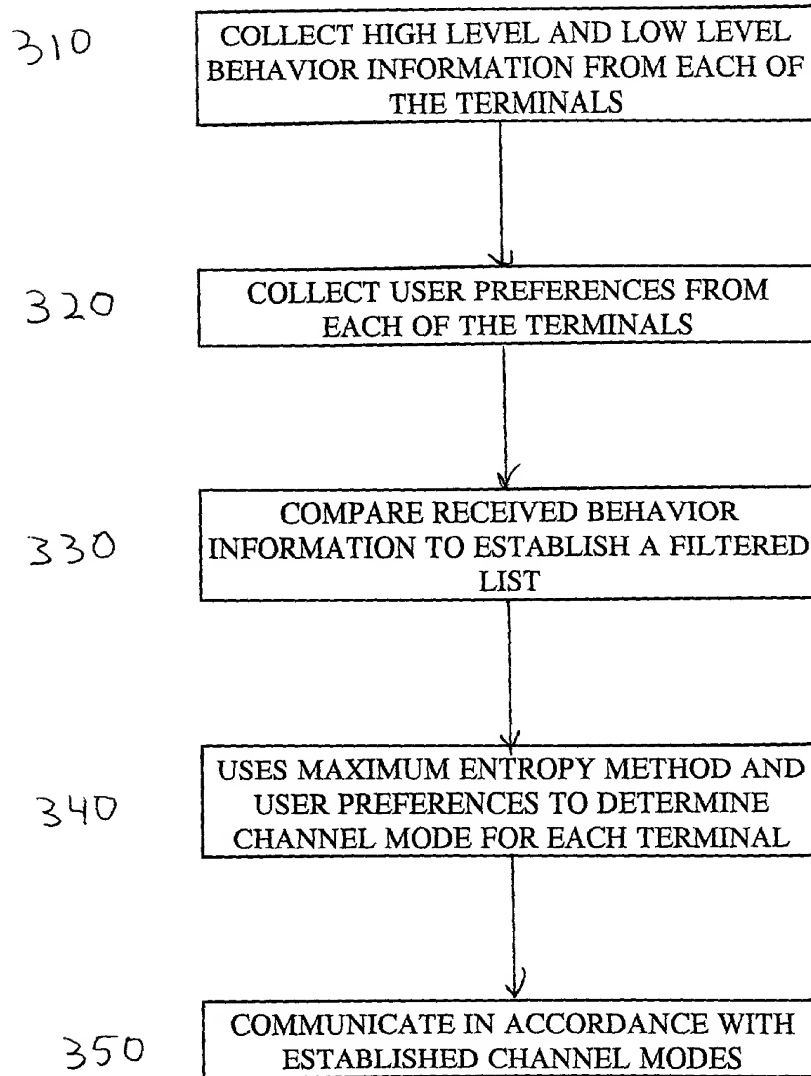 310
COLLECT HIGH LEVEL AND LOW LEVEL
BEHAVIOR INFORMATION FROM EACH OF
THE TERMINALS
320
COLLECT USER PREFERENCES FROM
EACH OF THE TERMINALS
330
COMPARE RECEIVED BEHAVIOR
INFORMATION TO ESTABLISH A FILTERED
LIST
340
USES MAXIMUM ENTROPY METHOD AND
USER PREFERENCES TO DETERMINE
CHANNEL MODE FOR EACH TERMINAL
350
COMMUNICATE IN ACCORDANCE WITH
ESTABLISHED CHANNEL MODES